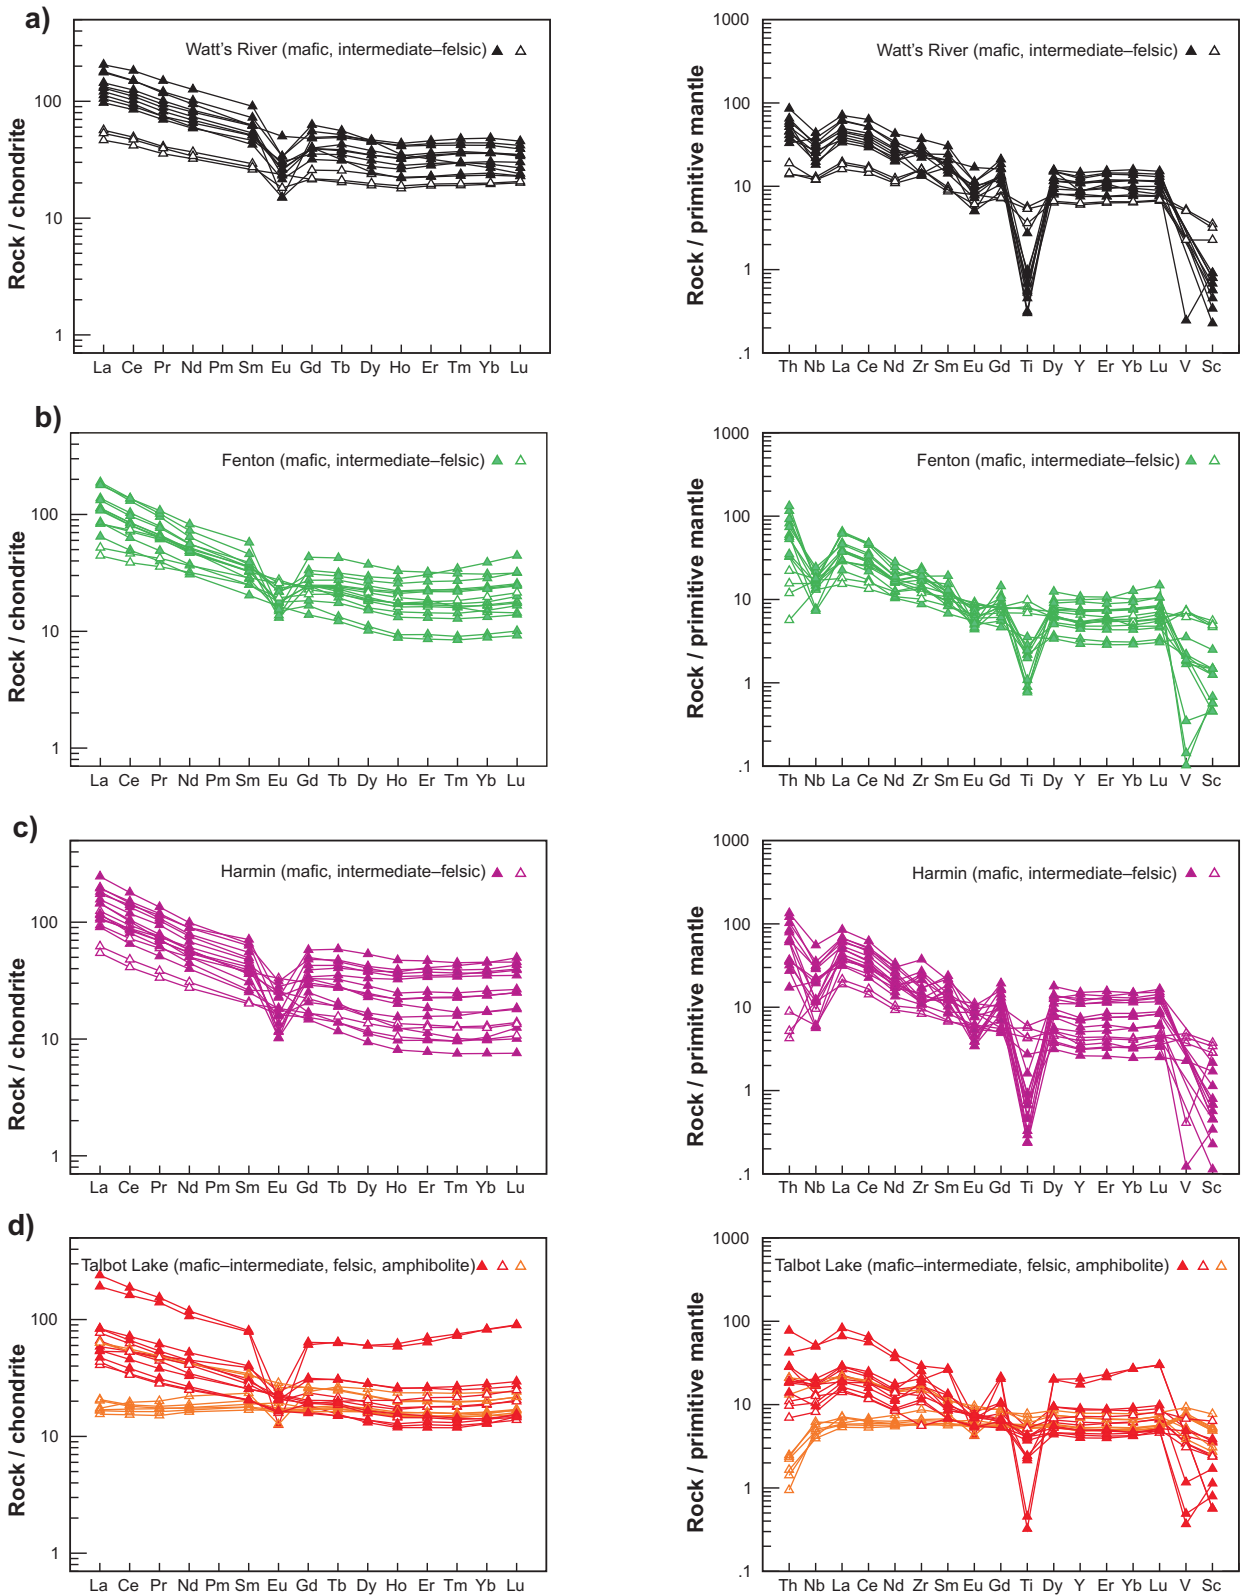 a)
Watt's River (mafic, intermediate–felsic)
100
10
1
Rock / chondrite
La Ce Pr Nd Pm Sm Eu Gd Tb Dy Ho Er Tm Yb Lu
Watt's River (mafic, intermediate–felsic)
1000
100
10
1
.1
Rock / primitive mantle
Th Nb La Ce Nd Zr Sm Eu Gd Ti Dy Y Er Yb Lu V Sc
b)
Fenton (mafic, intermediate–felsic)
100
10
1
Rock / chondrite
La Ce Pr Nd Pm Sm Eu Gd Tb Dy Ho Er Tm Yb Lu
Fenton (mafic, intermediate–felsic)
1000
100
10
1
.1
Rock / primitive mantle
Th Nb La Ce Nd Zr Sm Eu Gd Ti Dy Y Er Yb Lu V Sc
c)
Harmin (mafic, intermediate–felsic)
100
10
1
Rock / chondrite
La Ce Pr Nd Pm Sm Eu Gd Tb Dy Ho Er Tm Yb Lu
Harmin (mafic, intermediate–felsic)
1000
100
10
1
.1
Rock / primitive mantle
Th Nb La Ce Nd Zr Sm Eu Gd Ti Dy Y Er Yb Lu V Sc
d)
Talbot Lake (mafic–intermediate, felsic, amphibolite)
100
10
1
Rock / chondrite
La Ce Pr Nd Pm Sm Eu Gd Tb Dy Ho Er Tm Yb Lu
Talbot Lake (mafic–intermediate, felsic, amphibolite)
1000
100
10
1
.1
Rock / primitive mantle
Th Nb La Ce Nd Zr Sm Eu Gd Ti Dy Y Er Yb Lu V Sc